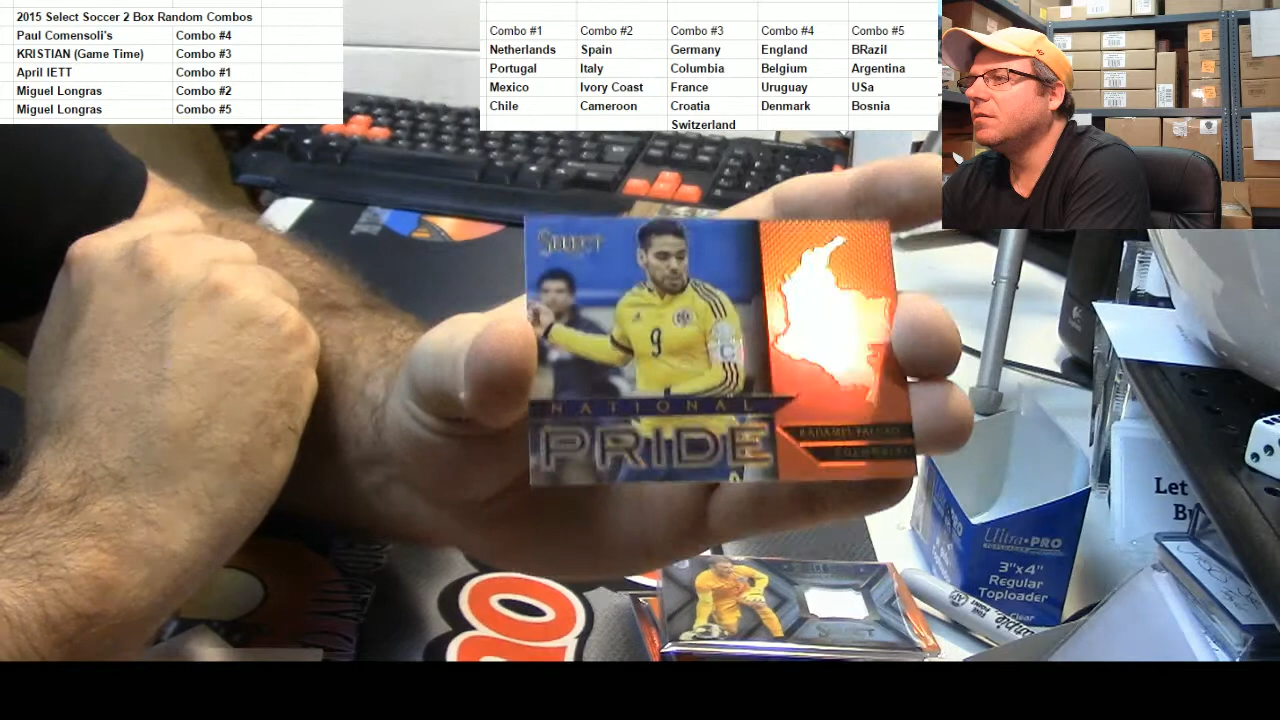 2015 Select Soccer 2 Box Random Combos
Paul Comensoli's Combo #4
KRISTIAN (Game Time) Combo #3
April IETT Combo #1
Miguel Longras Combo #2
Miguel Longras Combo #5
Combo #1 Combo #2 Combo #3 Combo #4 Combo #5
Netherlands Spain Germany England BRazil
Portugal Italy Columbia Belgium Argentina
Mexico Ivory Coast France Uruguay USa
Chile Cameroon Croatia Denmark Bosnia
Switzerland
SELECT
9
C
NATIONAL
PRIDE
RADAMEL FALCAO
COLOMBIA
Let
Ultra•PRO
3"x4"
Regular
Toploader
Clear
SELECT